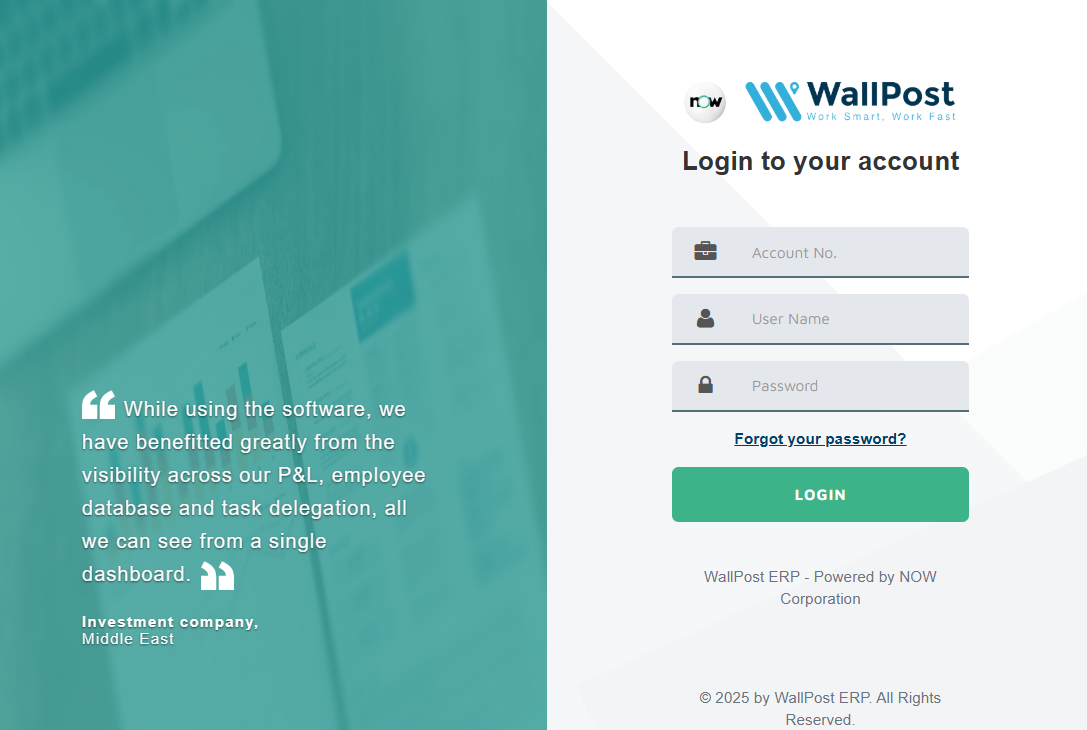 While using the software, we
have benefitted greatly from the
visibility across our P&L, employee
database and task delegation, all
we can see from a single
dashboard.
Investment company,
Middle East
now
WallPost
Work Smart, Work Fast
Login to your account
Account No.
User Name
Password
Forgot your password?
LOGIN
WallPost ERP - Powered by NOW
Corporation
© 2025 by WallPost ERP. All Rights
Reserved.